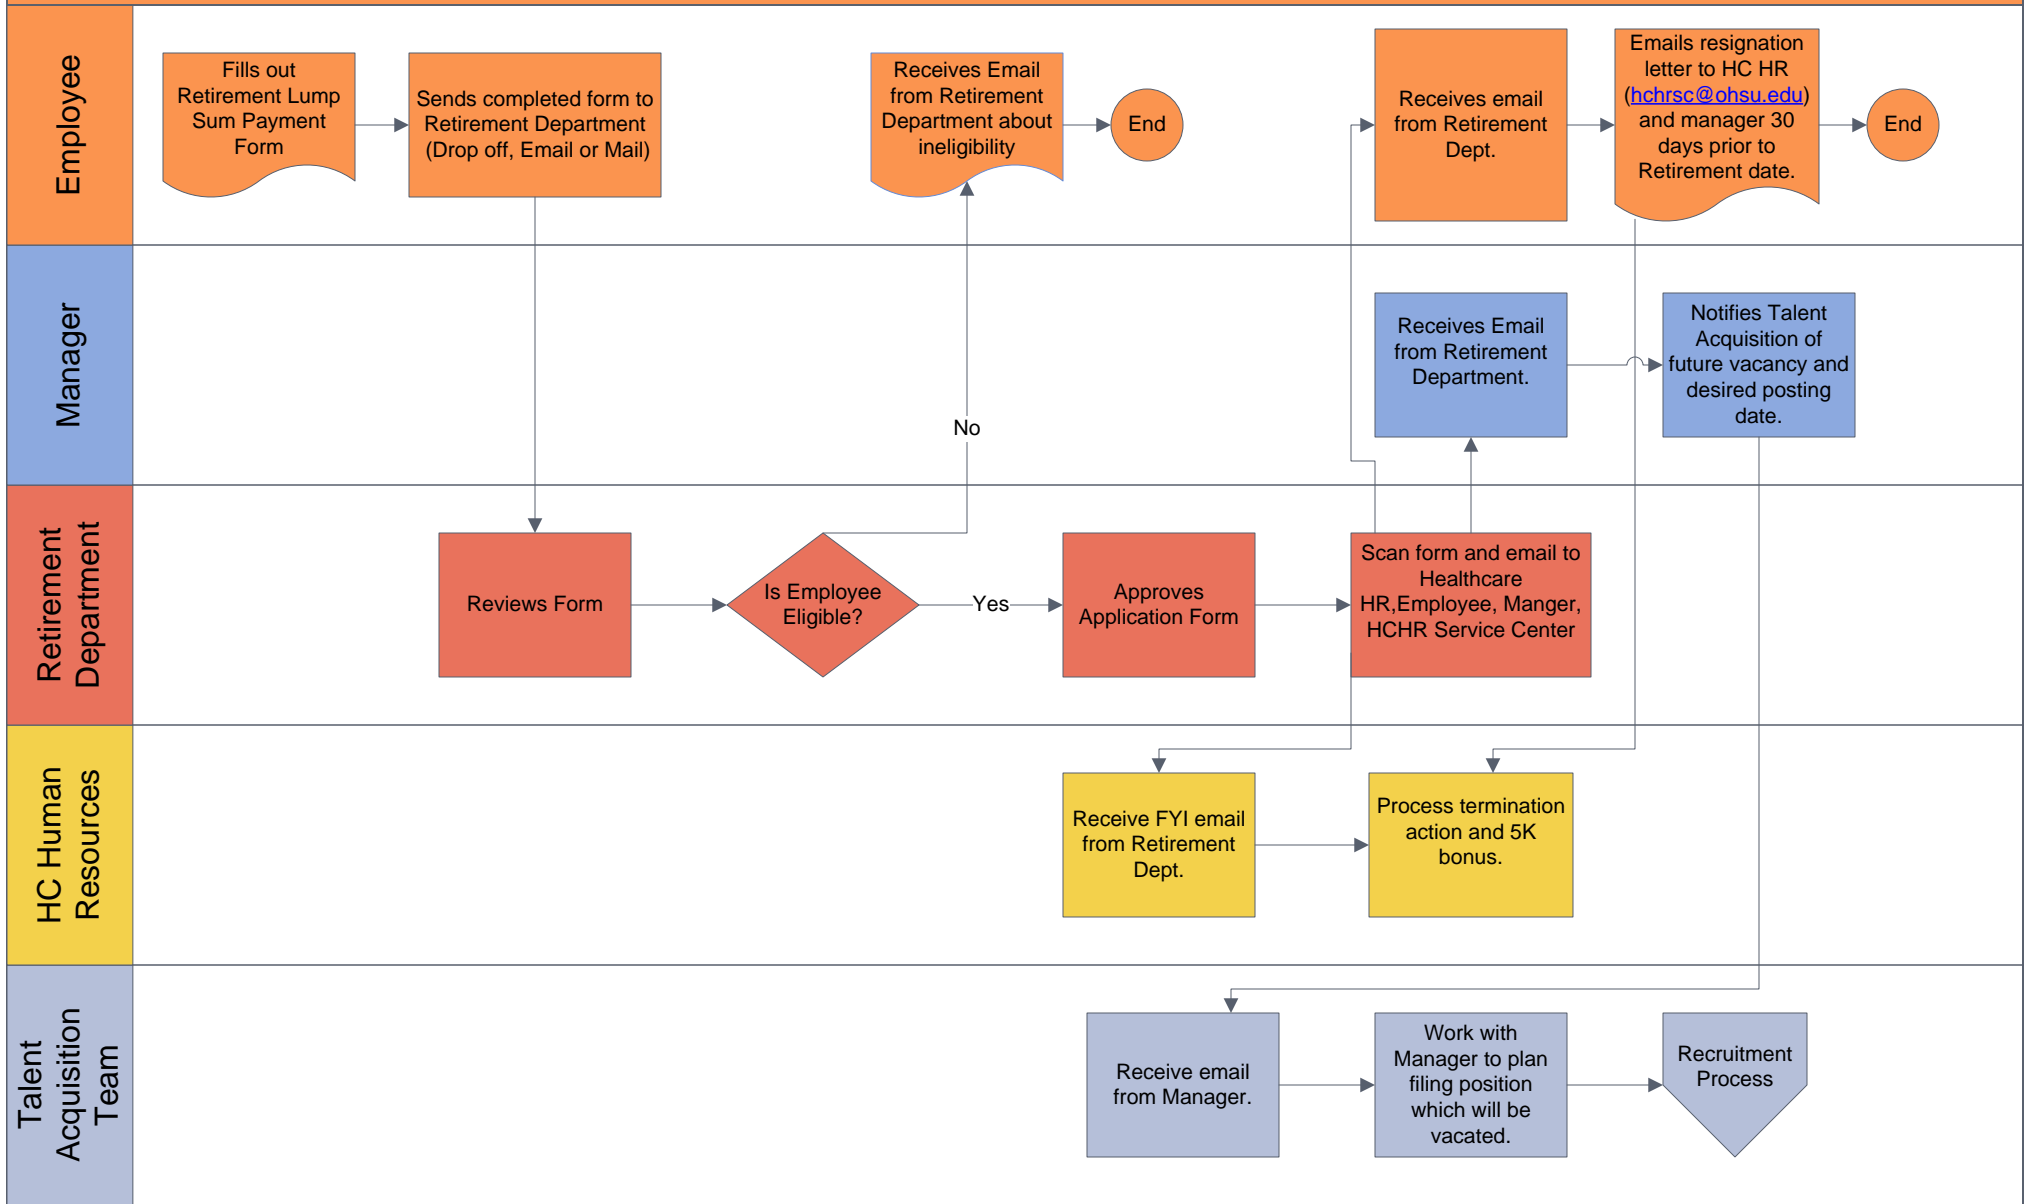 Employee
Fills out
Retirement Lump
Sum Payment
Form
Sends completed form to
Retirement Department
(Drop off, Email or Mail)
Receives Email
from Retirement
Department about
ineligibility
End
Receives email
from Retirement
Dept.
Emails resignation
letter to HC HR
(hchrsc@ohsu.edu)
and manager 30
days prior to
Retirement date.
End
Manager
Receives Email
from Retirement
Department.
Notifies Talent
Acquisition of
future vacancy and
desired posting
date.
No
Retirement
Department
Reviews Form
Is Employee
Eligible?
Yes
Approves
Application Form
Scan form and email to
Healthcare
HR,Employee, Manger,
HCHR Service Center
HC Human
Resources
Receive FYI email
from Retirement
Dept.
Process termination
action and 5K
bonus.
Talent
Acquisition
Team
Receive email
from Manager.
Work with
Manager to plan
filing position
which will be
vacated.
Recruitment
Process